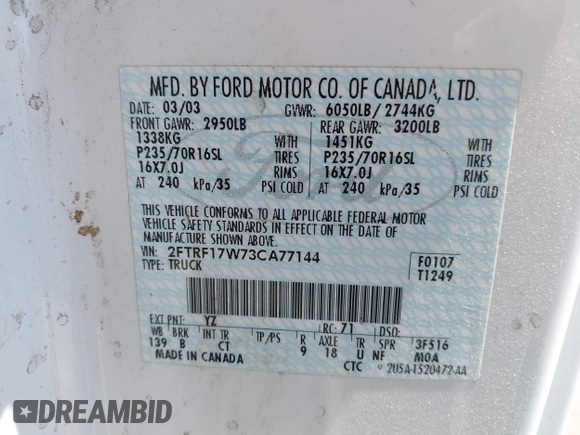 MFD. BY FORD MOTOR CO. OF CANADA, LTD.
DATE: 03/03 GVWR: 6050LB/ 2744KG
FRONT GAWR: 2950LB REAR GAWR: 3200LB
1338KG WITH 1451KG WITH
P235/70R16SL TIRES P235/70R16SL TIRES
16X7.0J RIMS 16X7.0J RIMS
AT 240 kPa/35 PSI COLD AT 240 kPa/35 PSI COLD
THIS VEHICLE CONFORMS TO ALL APPLICABLE FEDERAL MOTOR
VEHICLE SAFETY STANDARDS IN EFFECT ON THE DATE OF
MANUFACTURE SHOWN ABOVE.
VIN: 2FTRF17W73CA77144 F0107
TYPE: TRUCK T1249
EXT PNT: YZ RC: 71 DSO:
WB BRK INT TR TP/PS R AXLE TR SPR 3F516
139 B CT 9 18 U NF MOA
MADE IN CANADA CTC 2U5A-1520472-AA
DREAMBID